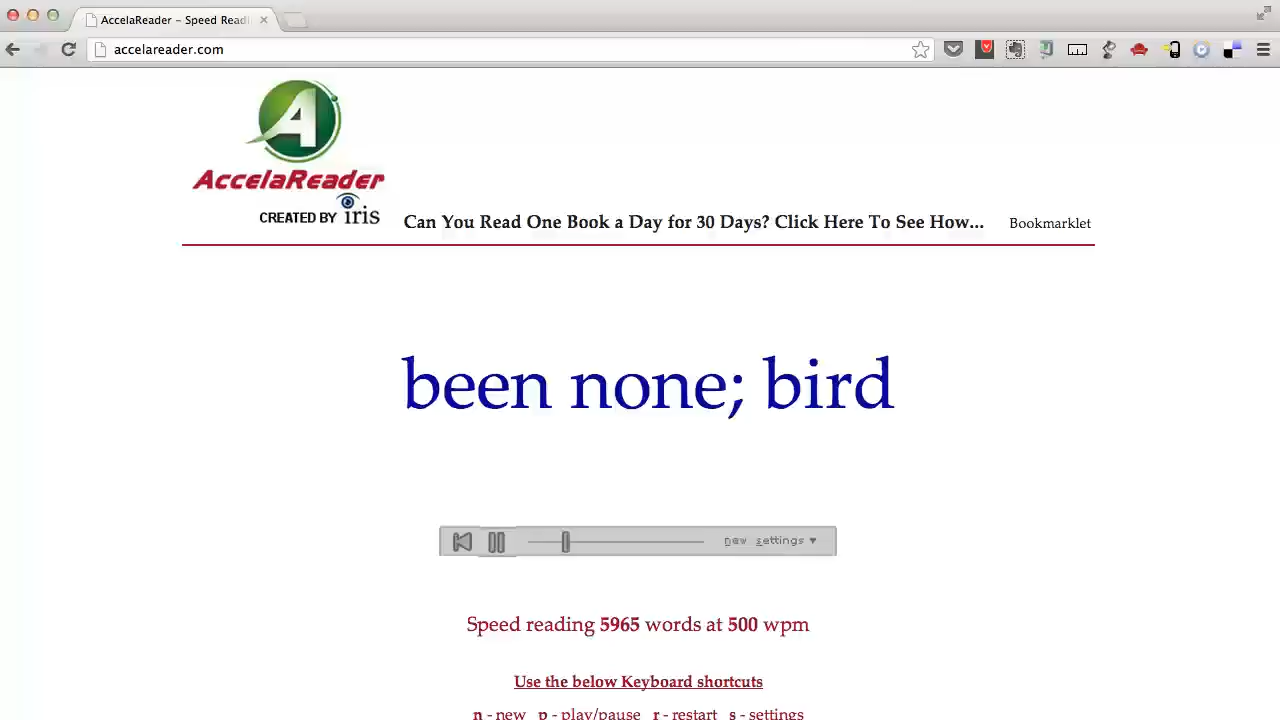 AccelaReader – Speed Readi
accelareader.com
A
AccelaReader
CREATED BY iris
Can You Read One Book a Day for 30 Days? Click Here To See How...
Bookmarklet
been none; bird
new settings ▼
Speed reading 5965 words at 500 wpm
Use the below Keyboard shortcuts
n - new p - play/pause r - restart s - settings